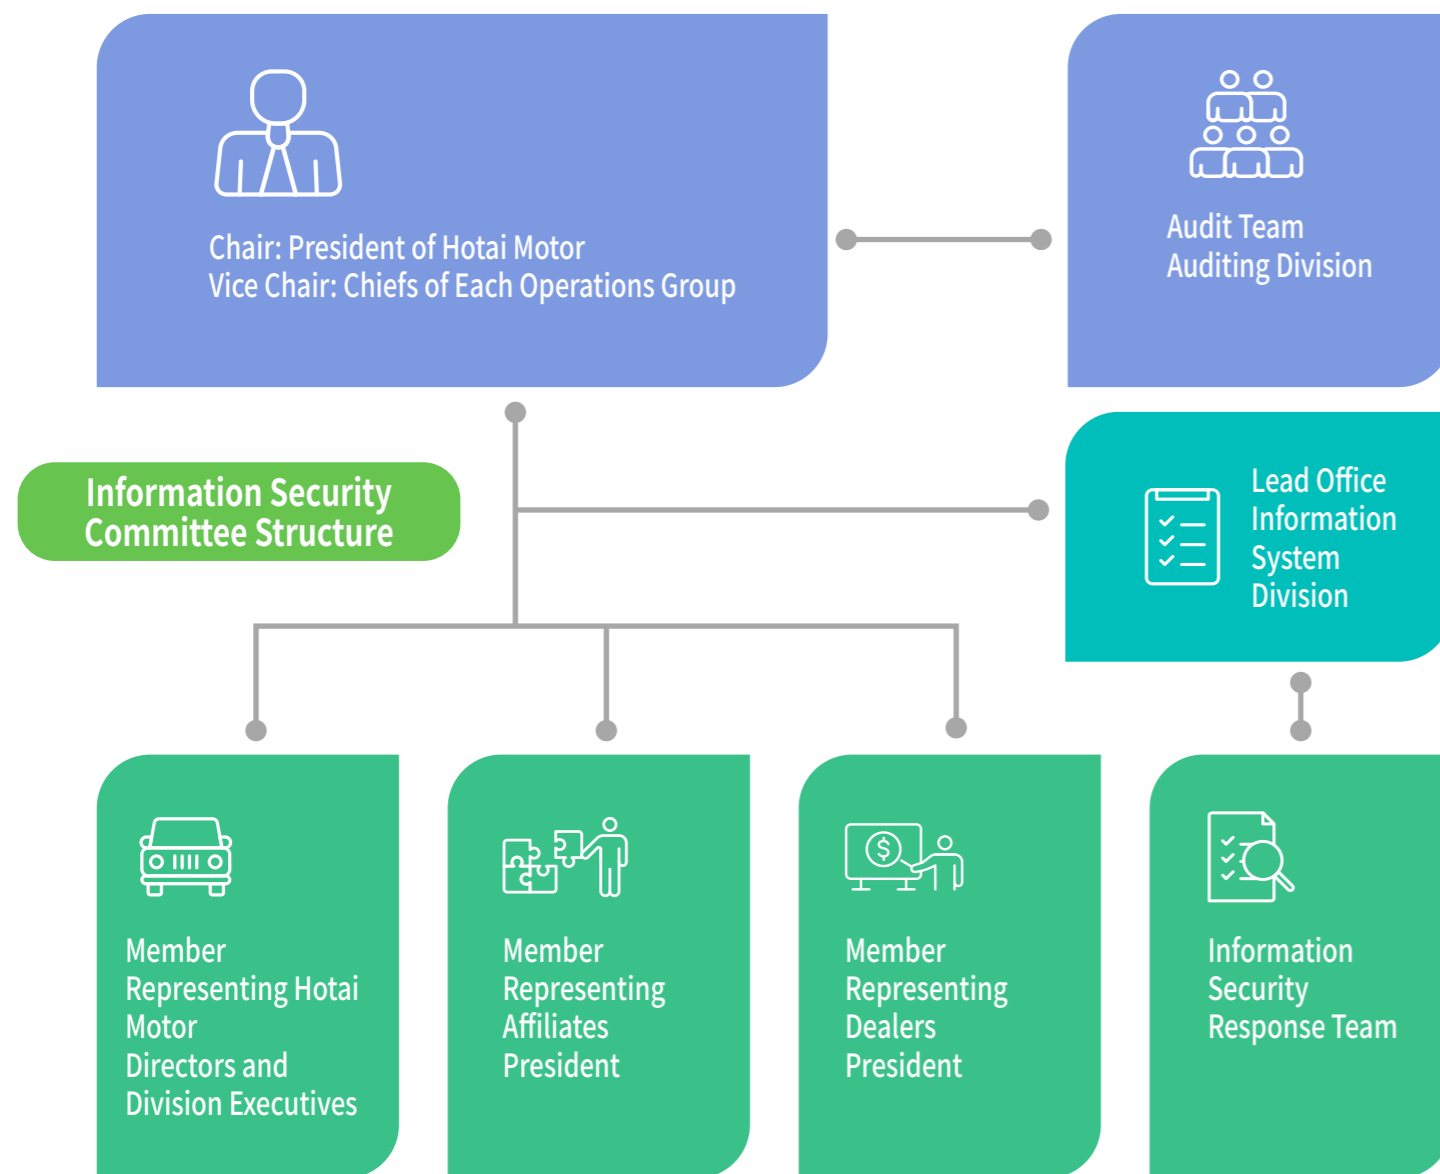 Chair: President of Hotai Motor
Vice Chair: Chiefs of Each Operations Group
Audit Team
Auditing Division
Information Security
Committee Structure
Lead Office
Information
System
Division
Member
Representing Hotai
Motor
Directors and
Division Executives
Member
Representing
Affiliates
President
Member
Representing
Dealers
President
Information
Security
Response Team